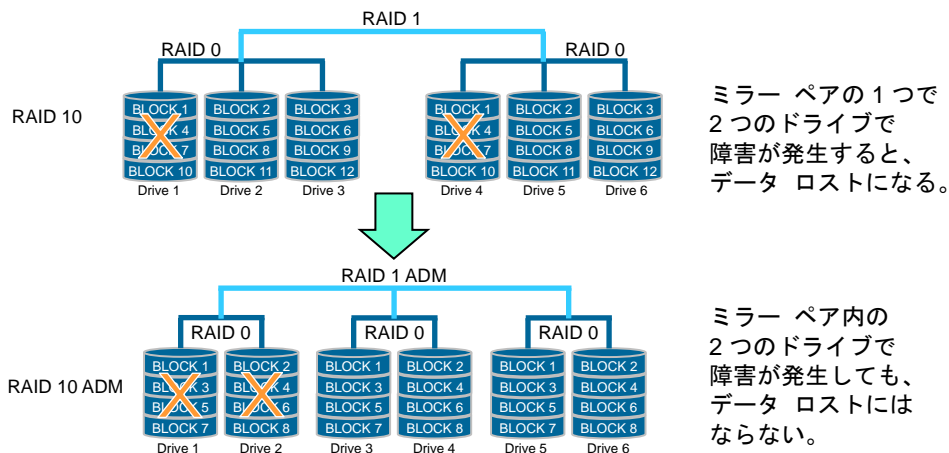 RAID 1
RAID 0
RAID 0
RAID 10
BLOCK 1
BLOCK 4
BLOCK 7
BLOCK 10
Drive 1
BLOCK 2
BLOCK 5
BLOCK 8
BLOCK 11
Drive 2
BLOCK 3
BLOCK 6
BLOCK 9
BLOCK 12
Drive 3
BLOCK 1
BLOCK 4
BLOCK 7
BLOCK 10
Drive 4
BLOCK 2
BLOCK 5
BLOCK 8
BLOCK 11
Drive 5
BLOCK 3
BLOCK 6
BLOCK 9
BLOCK 12
Drive 6
ミラー ペアの 1 つで
2 つのドライブで
障害が発生すると、
データ ロストになる。
RAID 1 ADM
RAID 0
RAID 0
RAID 0
RAID 10 ADM
BLOCK 1
BLOCK 3
BLOCK 5
BLOCK 7
Drive 1
BLOCK 2
BLOCK 4
BLOCK 6
BLOCK 8
Drive 2
BLOCK 1
BLOCK 3
BLOCK 5
BLOCK 7
Drive 3
BLOCK 2
BLOCK 4
BLOCK 6
BLOCK 8
Drive 4
BLOCK 1
BLOCK 3
BLOCK 5
BLOCK 7
Drive 5
BLOCK 2
BLOCK 4
BLOCK 6
BLOCK 8
Drive 6
ミラー ペア内の
2 つのドライブで
障害が発生しても、
データ ロストには
ならない。